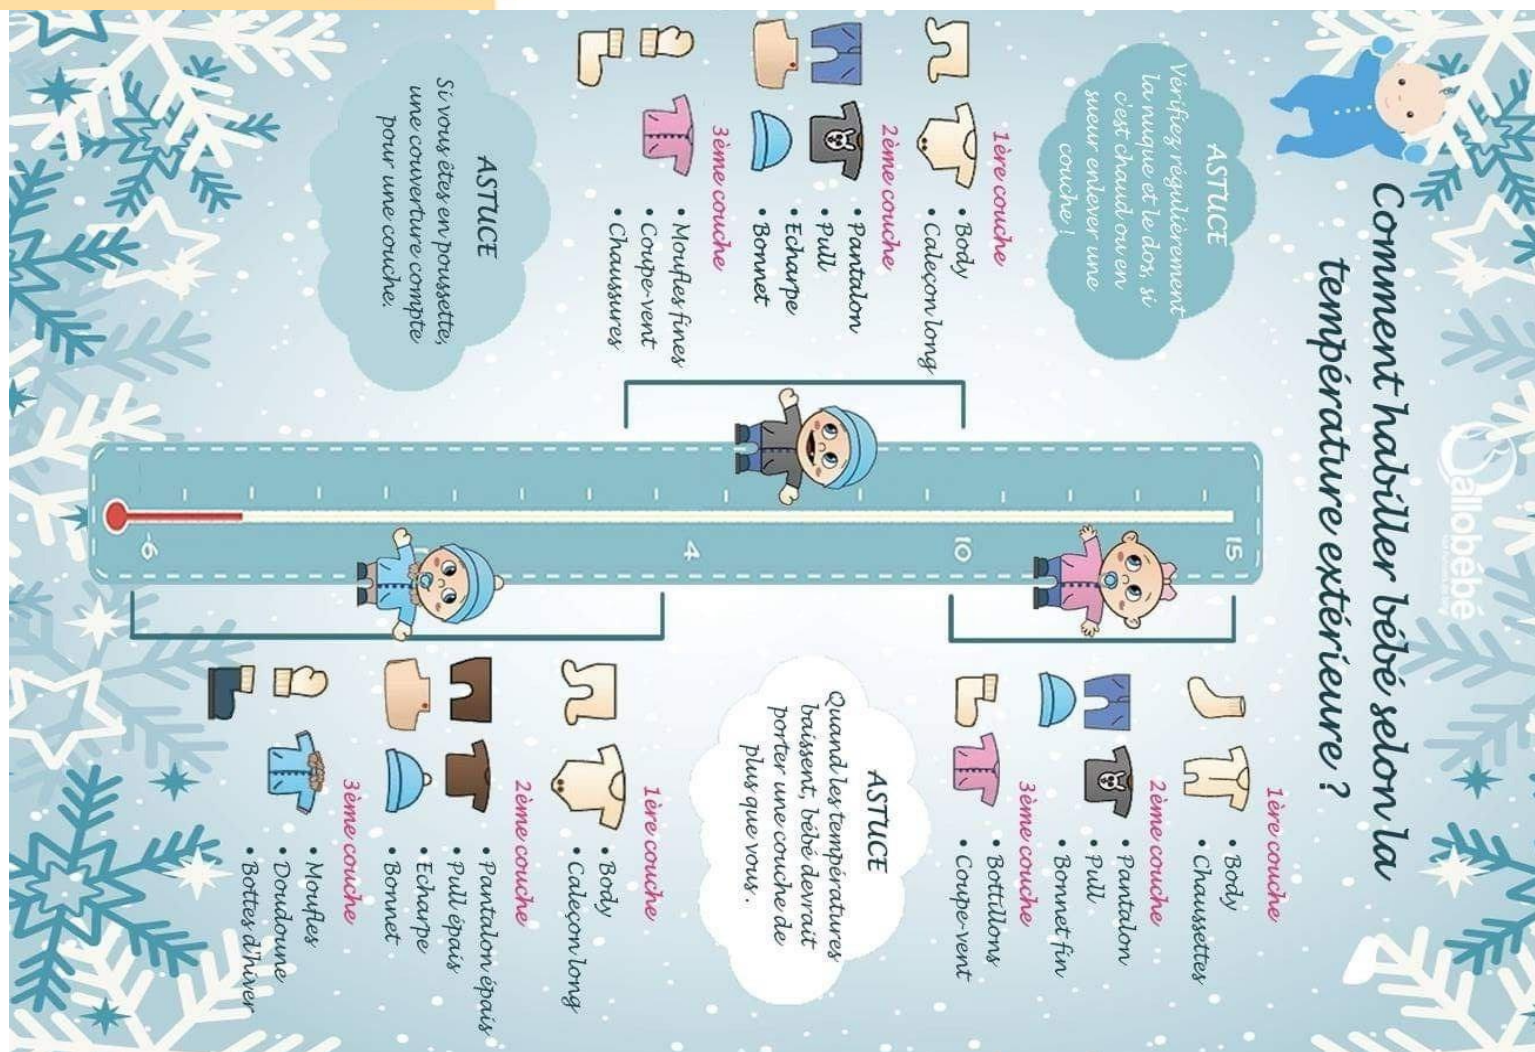 allobébé
Comment habiller bébé selon la
température extérieure ?
ASTUCE
Vérifiez régulièrement
la nuque et le dos, si
c'est chaud ou en
sueur enlever une
couche !
1ère couche
• Body
• Chaussettes
2ème couche
• Pantalon
• Pull
• Bonnet fin
3ème couche
• Bottillons
• Coupe-vent
15
10
4
-6
1ère couche
• Body
• Caleçon long
2ème couche
• Pantalon
• Pull
• Echarpe
• Bonnet
3ème couche
• Moufles fines
• Coupe-vent
• Chaussures
ASTUCE
Quand les températures
baissent, bébé devrait
porter une couche de
plus que vous .
ASTUCE
Si vous êtes en poussette,
une couverture compte
pour une couche.
1ère couche
• Body
• Caleçon long
2ème couche
• Pantalon épais
• Pull épais
• Echarpe
• Bonnet
3ème couche
• Moufles
• Doudoune
• Bottes d'hiver